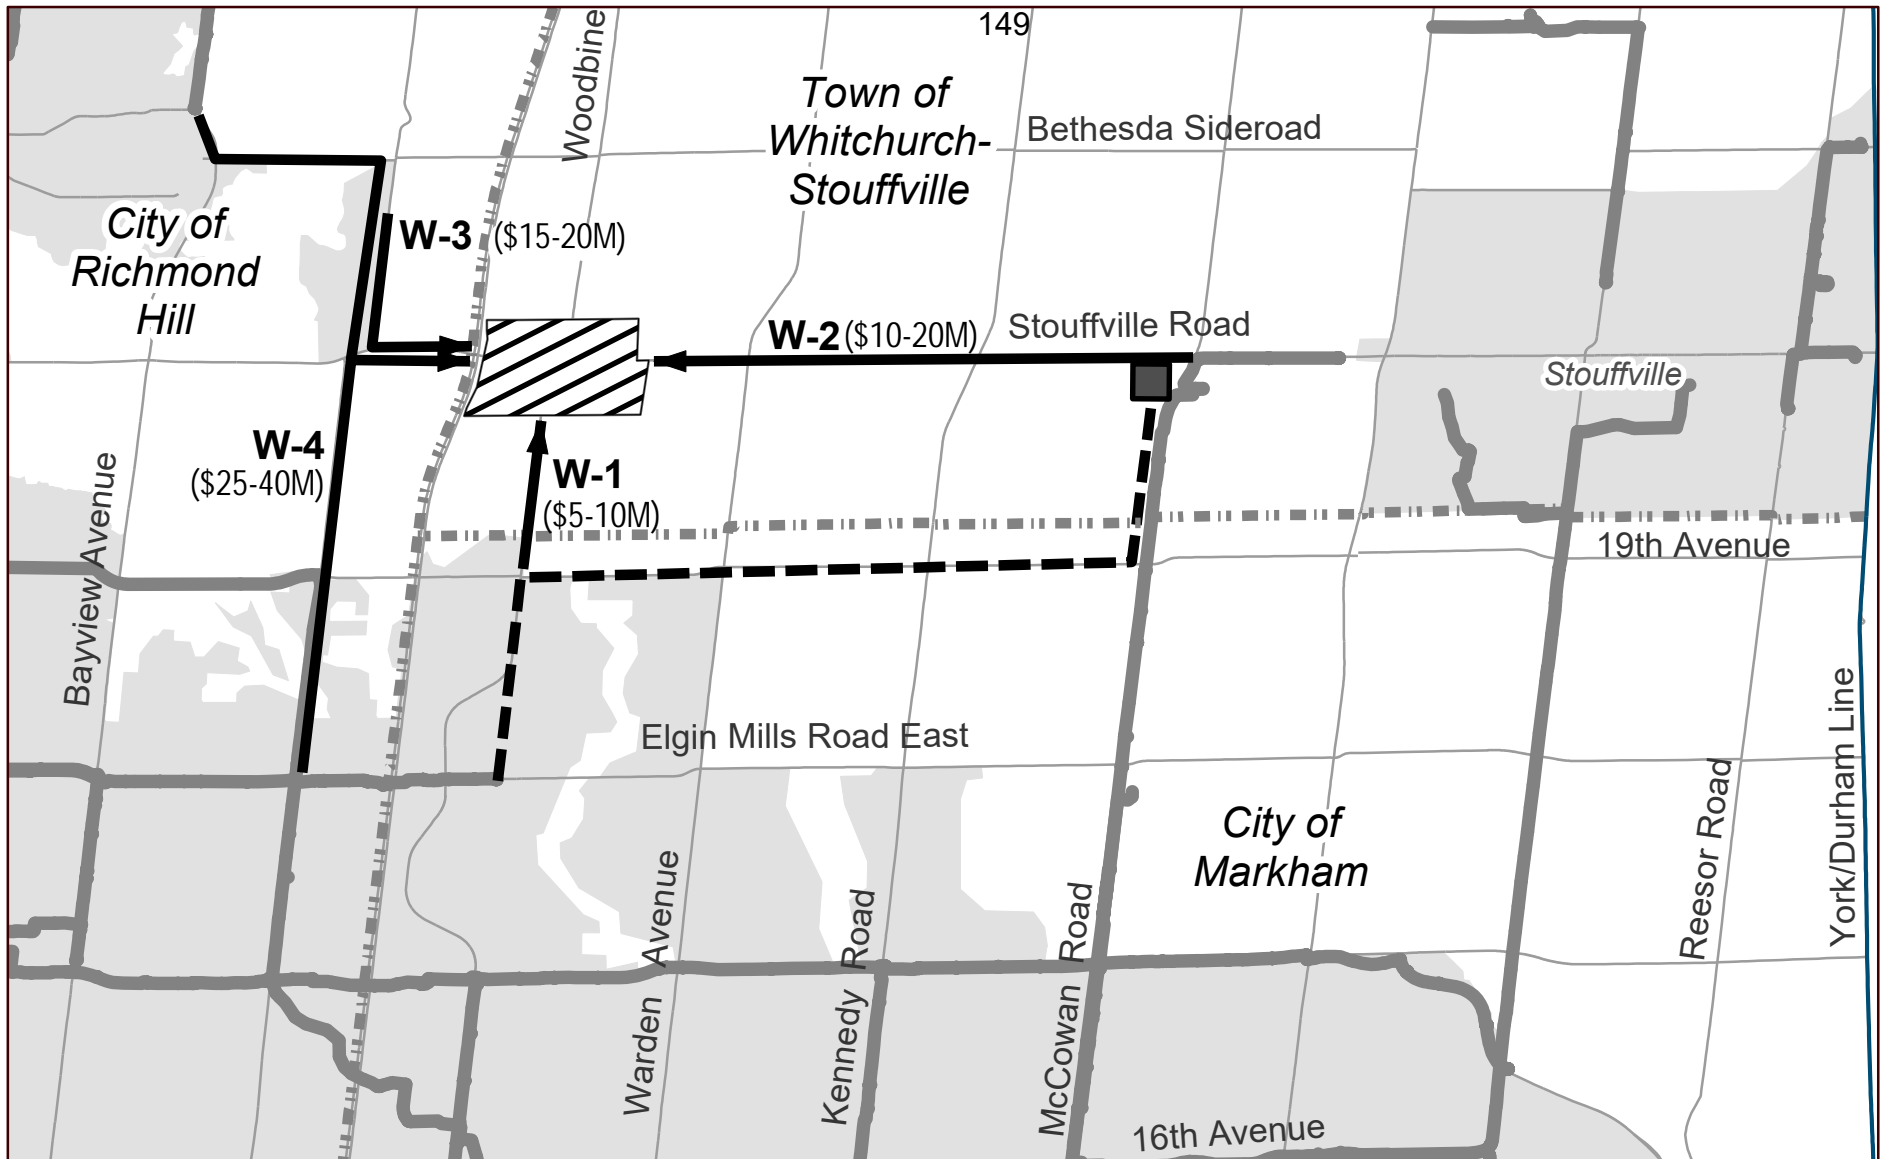 149
Woodbine
Town of
Whitchurch-
Stouffville
Bethesda Sideroad
City of
Richmond
Hill
W-3 ($15-20M)
W-2 ($10-20M)
Stouffville Road
Stouffville
W-4
($25-40M)
W-1
($5-10M)
19th Avenue
Bayview Avenue
Elgin Mills Road East
City of
Markham
Warden Avenue
Kennedy Road
McCowan Road
Reesor Road
York/Durham Line
16th Avenue